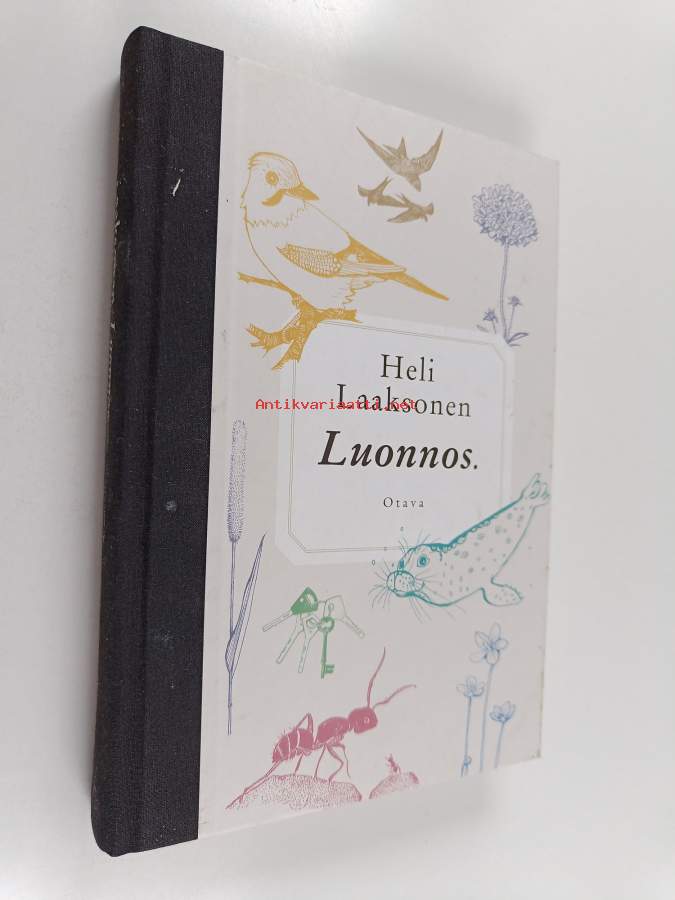 Heli
Laaksonen
Antikvariaatti.net
Luonnos.
Otava